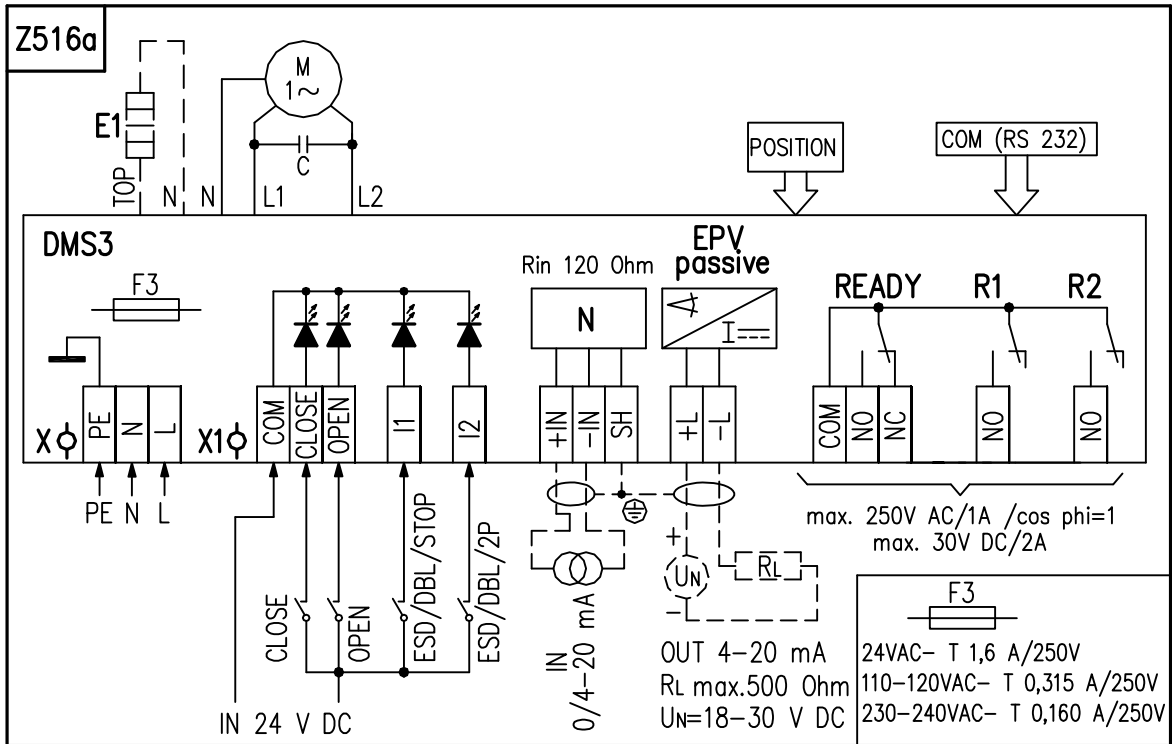 Z516a
M
1~
E1
C
TOP
N
N
L1
L2
POSITION
COM (RS 232)
DMS3
F3
Rin 120 Ohm
EPV
passive
N
I
READY
R1
R2
X
PE
N
L
X1
COM
CLOSE
OPEN
I1
I2
+IN
-IN
SH
+L
-L
COM
NO
NC
NO
NO
PE N L
CLOSE
OPEN
ESD/DBL/STOP
ESD/DBL/2P
IN 24 V DC
IN
0/4-20 mA
+
UN
-
RL
OUT 4-20 mA
RL max.500 Ohm
UN=18-30 V DC
max. 250V AC/1A /cos phi=1
max. 30V DC/2A
F3
24VAC- T 1,6 A/250V
110-120VAC- T 0,315 A/250V
230-240VAC- T 0,160 A/250V